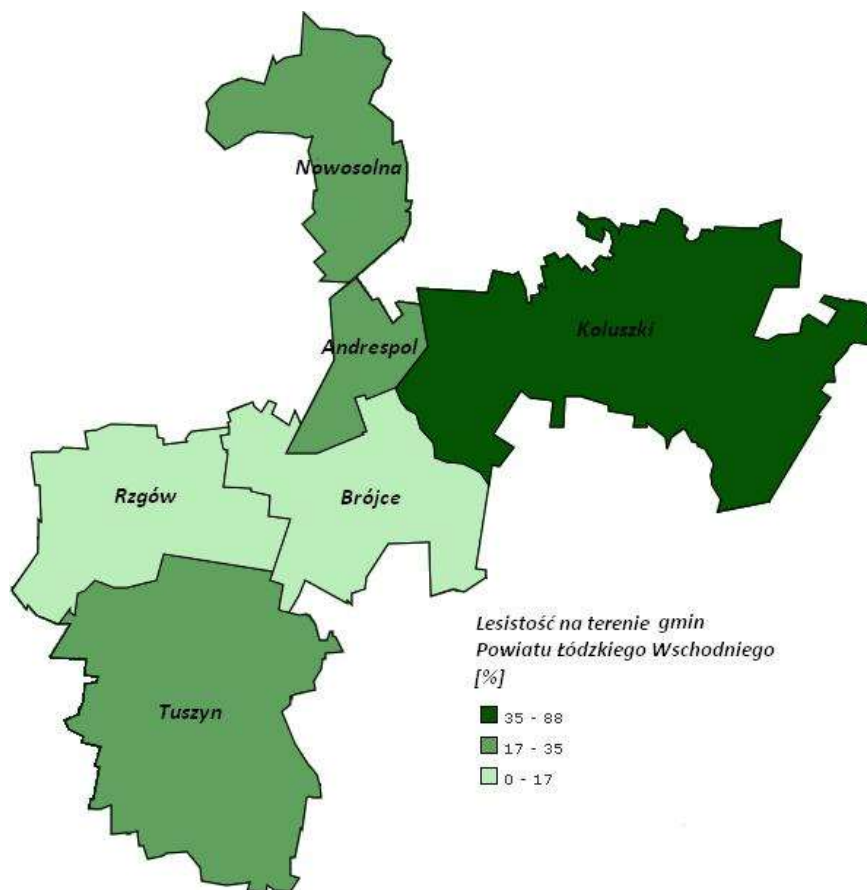 Nowosolna
Koluszki
Andrespol
Rzgów
Brójce
Tuszyn
Lesistość na terenie gmin
Powiatu Łódzkiego Wschodniego
[%]
35 - 88
17 - 35
0 - 17